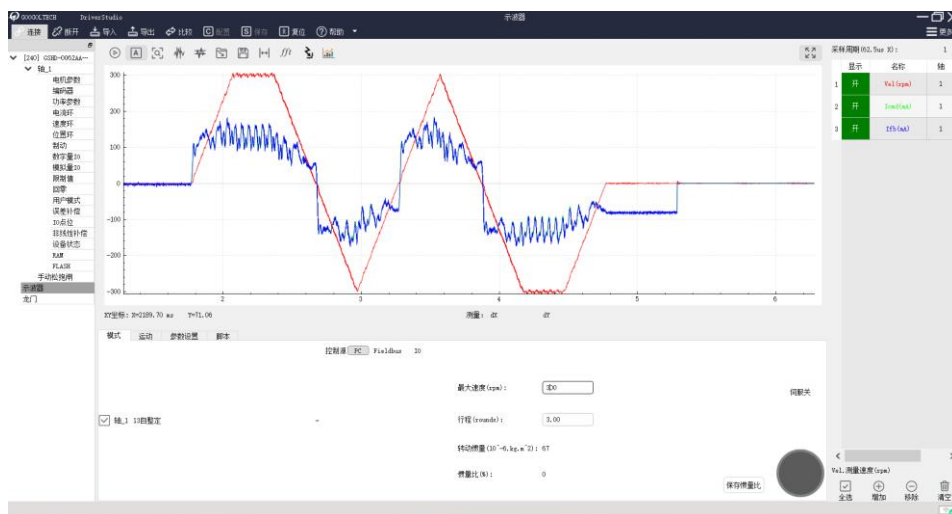 GOOGOLTECH DriverStudio 示波器
连接 断开 导入 导出 比较 配置 保存 复位 帮助 更多
[240] GSHD-0062AA-…
轴_1
电机参数
编码器
功率参数
电流环
速度环
位置环
制动
数字量IO
模拟量IO
限制值
回零
用户模式
误差补偿
IO点位
非线性补偿
设备状态
RAM
FLASH
手动松抱闸
示波器
龙门
300
200
100
0
-100
-200
-300
2 3 4 5 6
XY坐标: X=2189.70 ms Y=71.06 测量: dX dY
采样周期(62.5us X): 1
显示 名称 轴
1 开 Vel(rpm) 1
2 开 Icmd(mA) 1
3 开 Ifb(mA) 1
模式 运动 参数设置 脚本
控制源 PC Fieldbus IO
最大速度(rpm):
伺服关
轴_1 13自整定
行程(rounds): 3.00
转动惯量(10^-6.kg.m^2): 67
惯量比(%): 0
保存惯量比
Vel.测量速度(rpm)
全选 增加 移除 清空